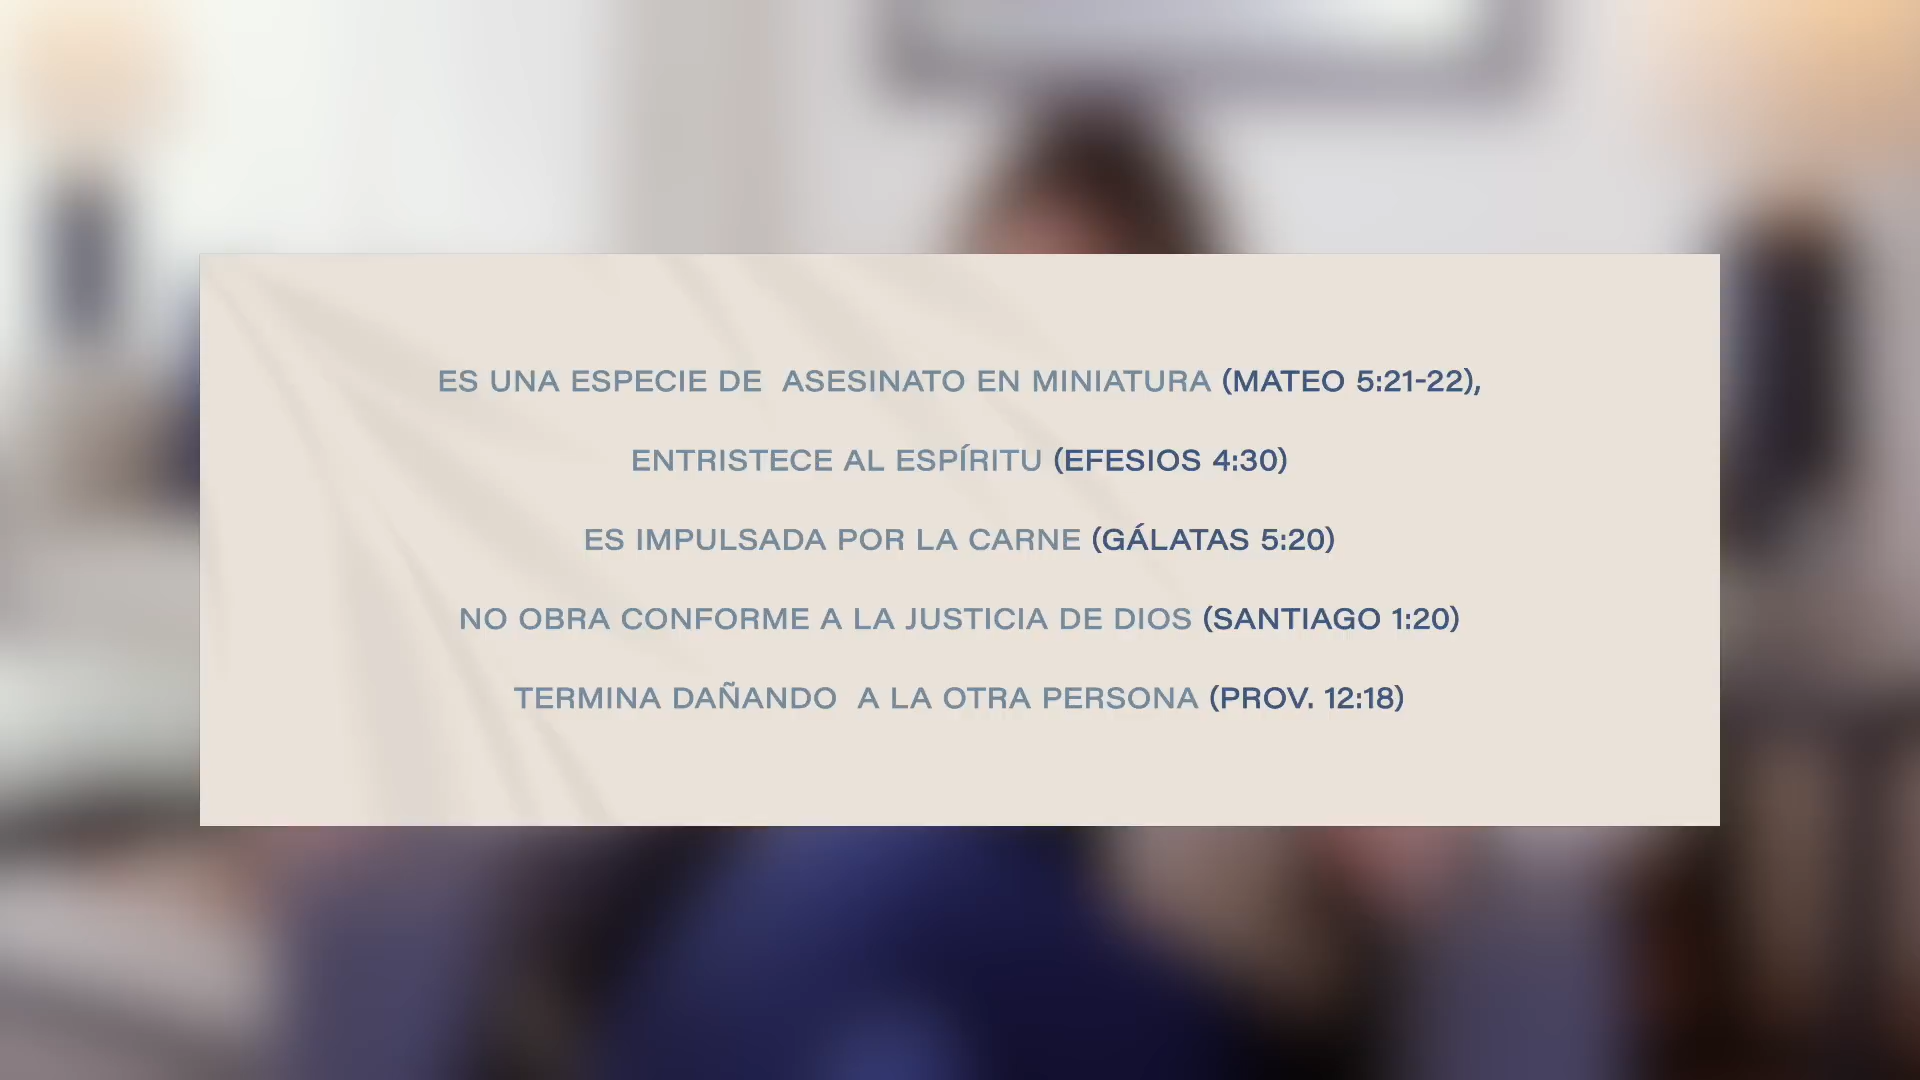 ES UNA ESPECIE DE  ASESINATO EN MINIATURA (MATEO 5:21-22),
ENTRISTECE AL ESPÍRITU (EFESIOS 4:30)
ES IMPULSADA POR LA CARNE (GÁLATAS 5:20)
NO OBRA CONFORME A LA JUSTICIA DE DIOS (SANTIAGO 1:20)
TERMINA DAÑANDO  A LA OTRA PERSONA (PROV. 12:18)